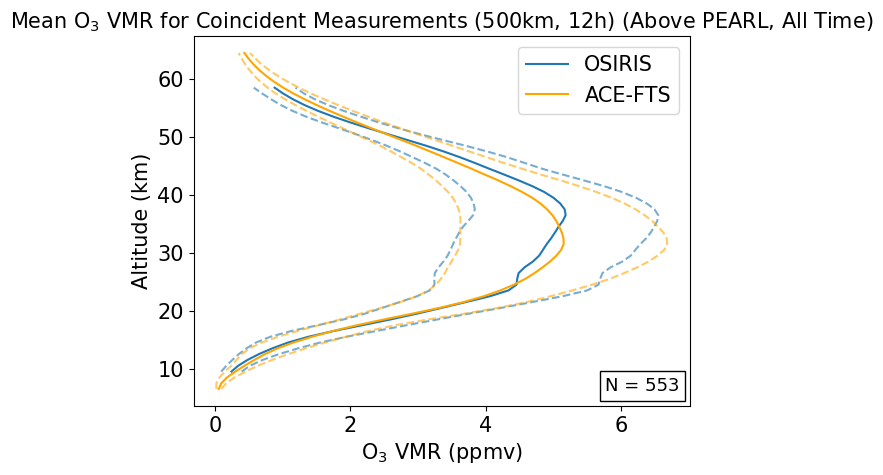 Mean O₃ VMR for Coincident Measurements (500km, 12h) (Above PEARL, All Time)
OSIRIS
ACE-FTS
60
50
40
30
20
10
Altitude (km)
N = 553
0 2 4 6
O₃ VMR (ppmv)